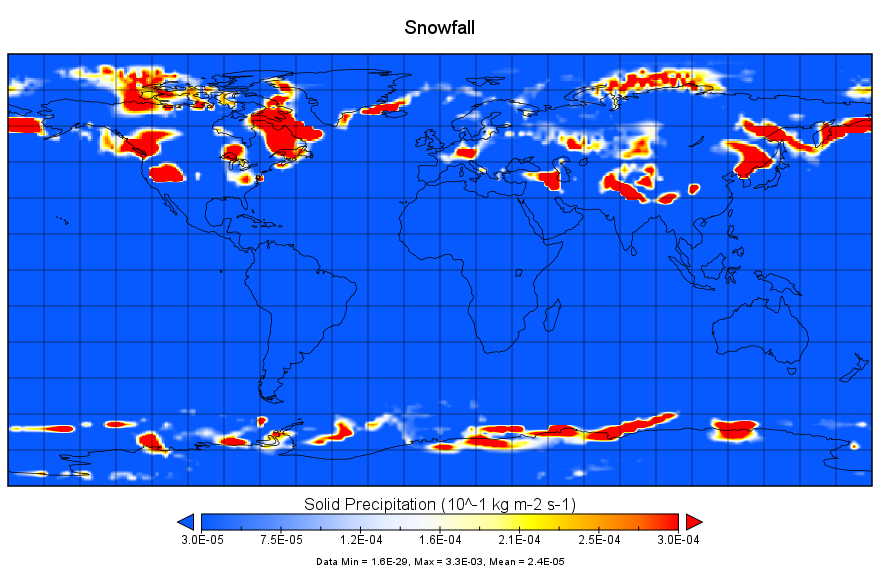 Snowfall
Solid Precipitation (10^-1 kg m-2 s-1)
3.0E-05 7.5E-05 1.2E-04 1.6E-04 2.1E-04 2.5E-04 3.0E-04
Data Min = 1.6E-29, Max = 3.3E-03, Mean = 2.4E-05